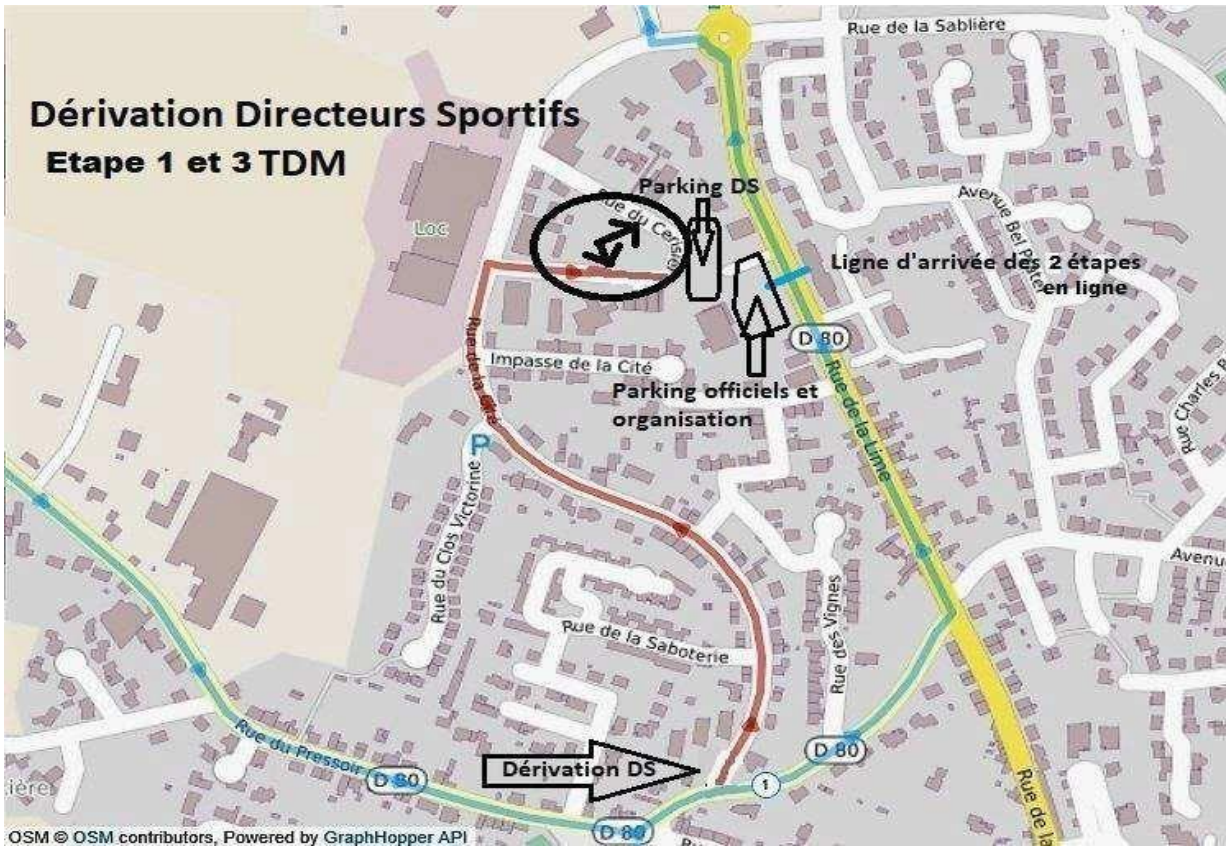 Rue de la Sablière
Dérivation Directeurs Sportifs
Etape 1 et 3 TDM
Parking DS
Rue du Cerisier
Avenue Bel
Loc
Ligne d'arrivée des 2 étapes
en ligne
D 80
Impasse de la Cité
Rue de la
Parking officiels et
organisation
Rue de la Lime
Rue Charles
P
Rue du Clos Victorine
Avenue
Rue de la Saboterie
Rue des Vignes
Rue du Pressoir
D 80
Dérivation DS
1
D 80
Rue de la
ière
D 80
OSM © OSM contributors, Powered by GraphHopper API